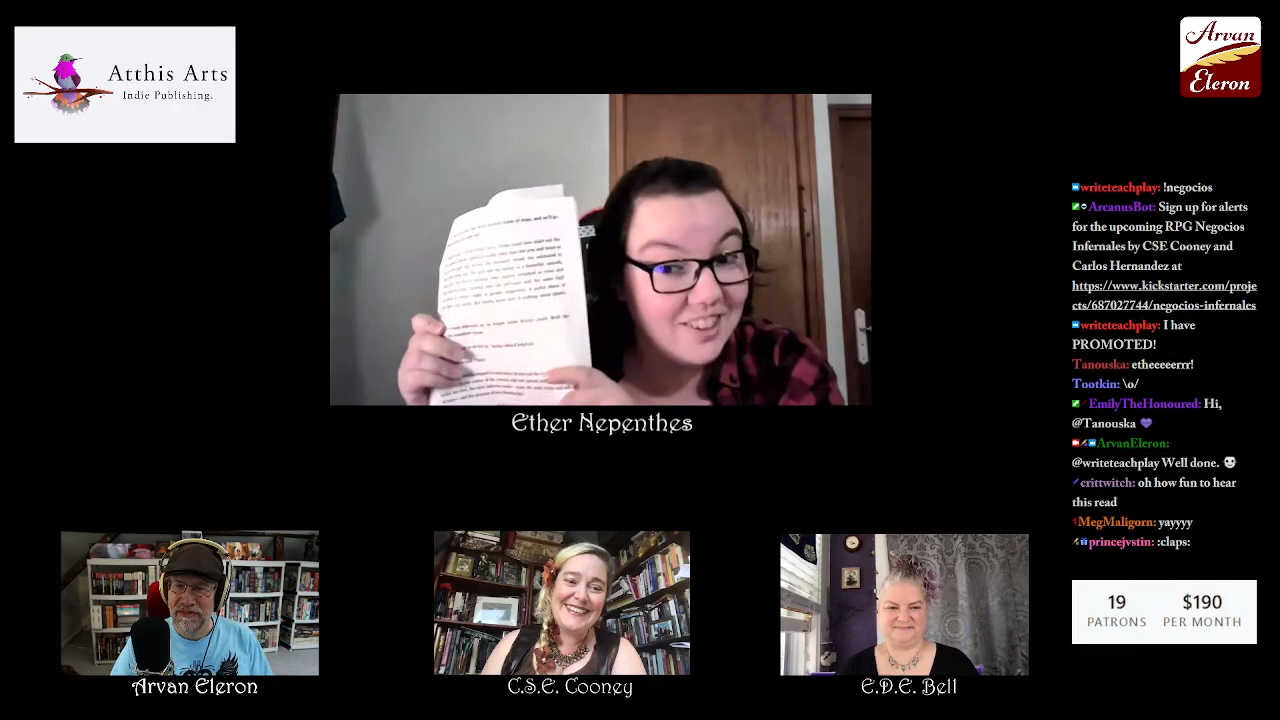 Atthis Arts
Indie Publishing.
Arvan
Eleron
Ether Nepenthes
Arvan Eleron
C.S.E. Cooney
E.D.E. Bell
writeteachplay: !negocios
ArcanusBot: Sign up for alerts
for the upcoming RPG Negocios
Infernales by CSE Cooney and
Carlos Hernandez at
https://www.kickstarter.com/proje
cts/687027744/negocios-infernales
writeteachplay: I have
PROMOTED!
Tanouska: etheeeeerrr!
Tootkin: \o/
EmilyTheHonoured: Hi,
@Tanouska 💜
ArvanEleron:
@writeteachplay Well done. 💀
crittwitch: oh how fun to hear
this read
MegMaligorn: yayyyy
princejvstin: :claps:
19 $190
PATRONS PER MONTH